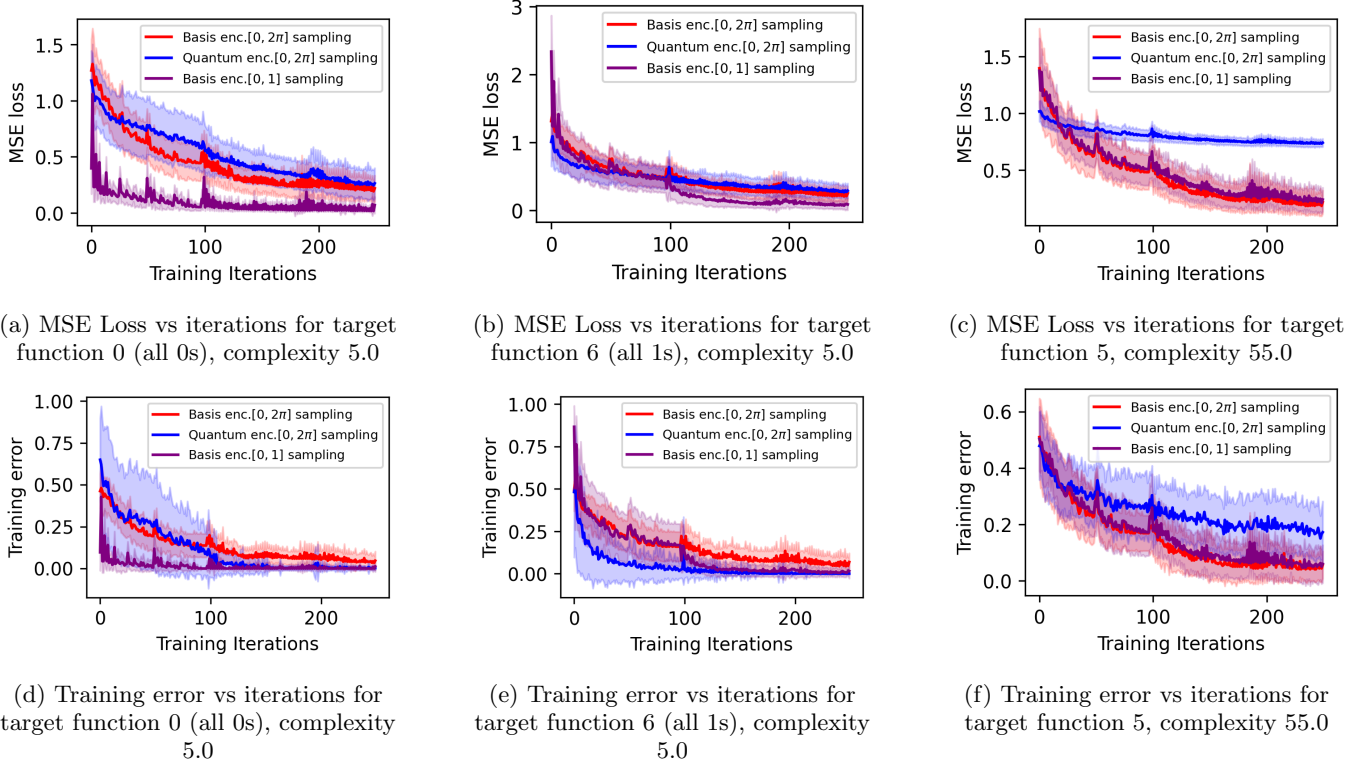 1.5
1.0
0.5
0.0
MSE loss
Basis enc.[0, 2π] sampling
Quantum enc.[0, 2π] sampling
Basis enc.[0, 1] sampling
0 100 200
Training Iterations
(a) MSE Loss vs iterations for target
function 0 (all 0s), complexity 5.0
3
2
1
0
MSE loss
Basis enc.[0, 2π] sampling
Quantum enc.[0, 2π] sampling
Basis enc.[0, 1] sampling
0 100 200
Training Iterations
(b) MSE Loss vs iterations for target
function 6 (all 1s), complexity 5.0
1.5
1.0
0.5
MSE loss
Basis enc.[0, 2π] sampling
Quantum enc.[0, 2π] sampling
Basis enc.[0, 1] sampling
0 100 200
Training Iterations
(c) MSE Loss vs iterations for target
function 5, complexity 55.0
1.00
0.75
0.50
0.25
0.00
Training error
Basis enc.[0, 2π] sampling
Quantum enc.[0, 2π] sampling
Basis enc.[0, 1] sampling
0 100 200
Training Iterations
(d) Training error vs iterations for
target function 0 (all 0s), complexity
5.0
1.00
0.75
0.50
0.25
0.00
Training error
Basis enc.[0, 2π] sampling
Quantum enc.[0, 2π] sampling
Basis enc.[0, 1] sampling
0 100 200
Training Iterations
(e) Training error vs iterations for
target function 6 (all 1s), complexity
5.0
0.6
0.4
0.2
0.0
Training error
Basis enc.[0, 2π] sampling
Quantum enc.[0, 2π] sampling
Basis enc.[0, 1] sampling
0 100 200
Training Iterations
(f) Training error vs iterations for
target function 5, complexity 55.0